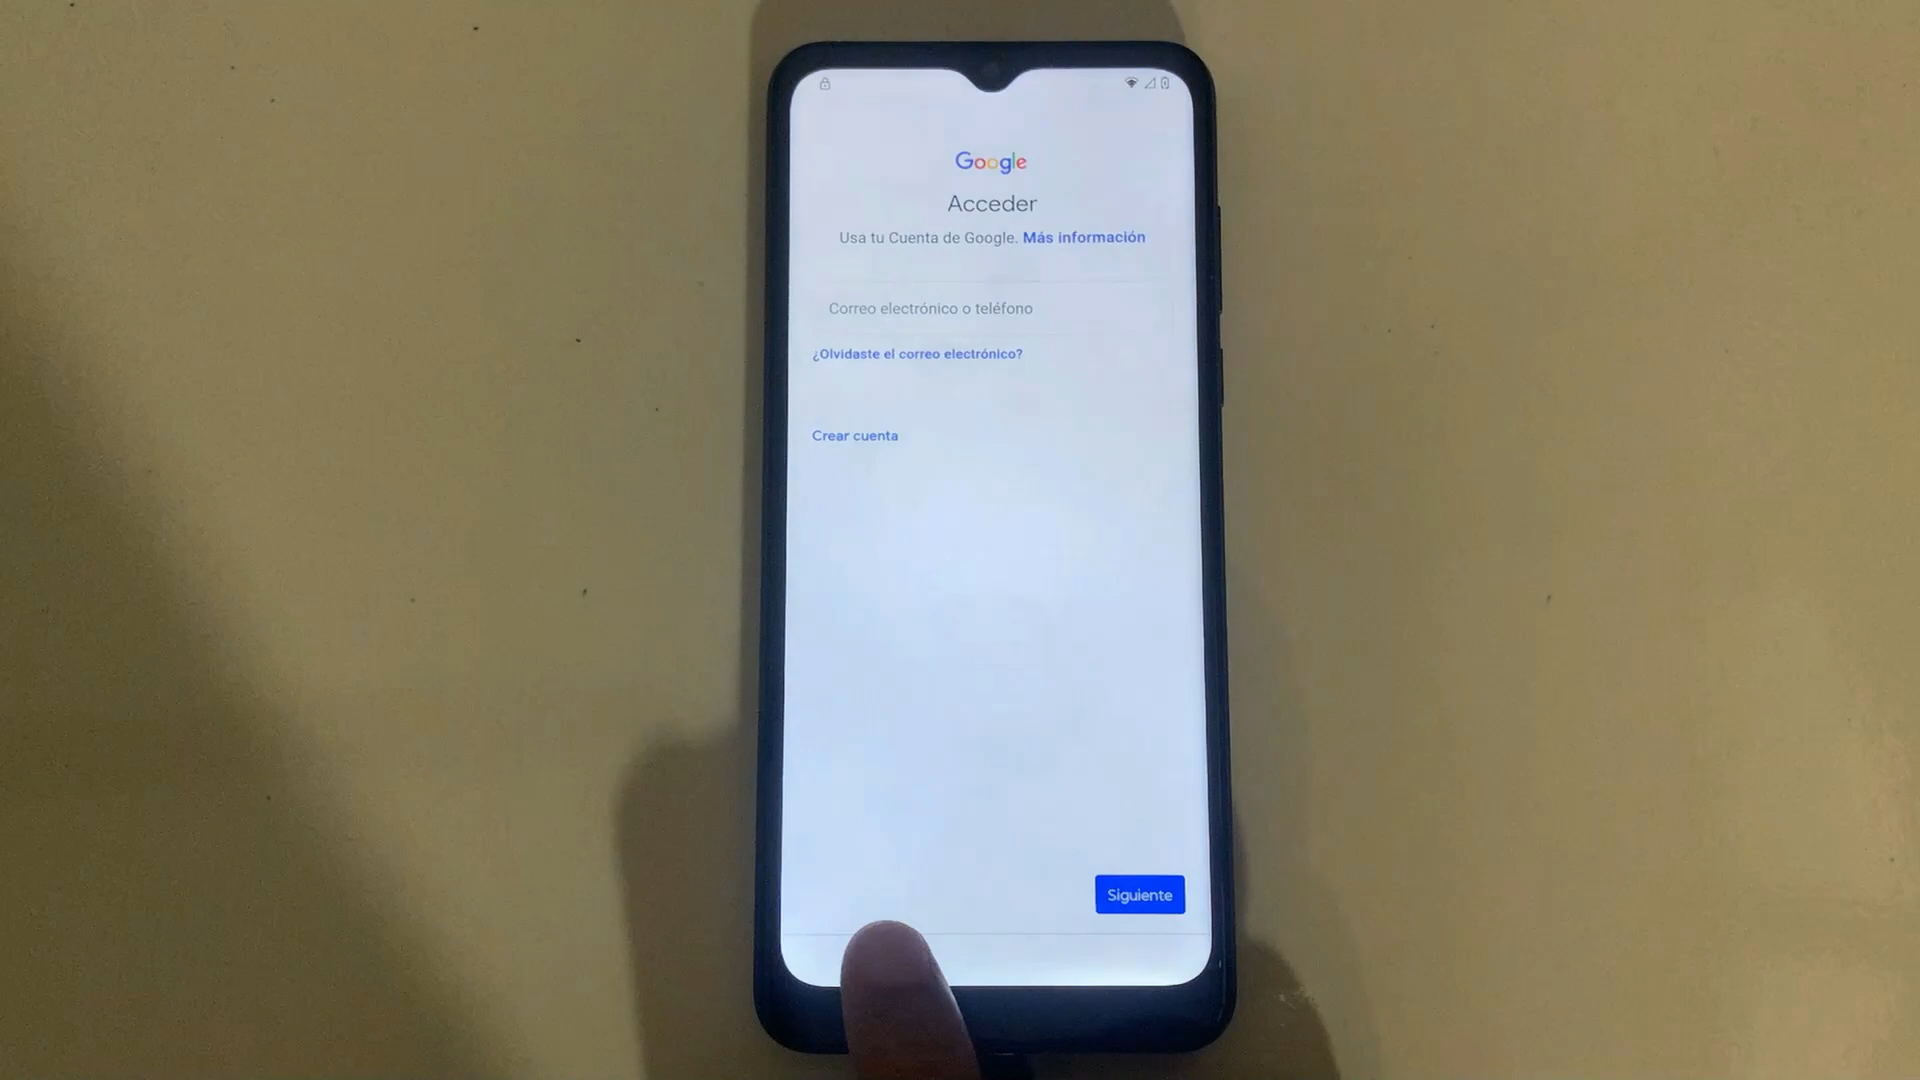 Google
Acceder
Usa tu Cuenta de Google. Más información
Correo electrónico o teléfono
¿Olvidaste el correo electrónico?
Crear cuenta
Siguiente